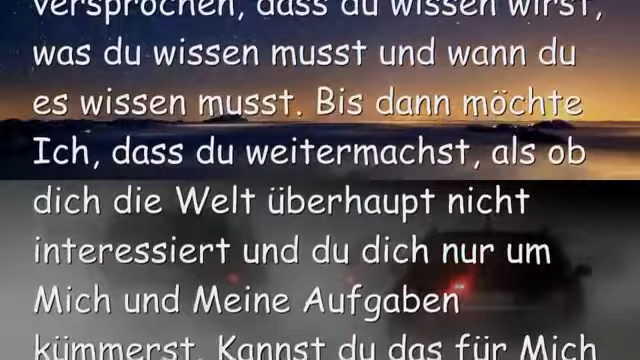 versprochen, dass du wissen wirst,
was du wissen musst und wann du
es wissen musst. Bis dann möchte
Ich, dass du weitermachst, als ob
dich die Welt überhaupt nicht
interessiert und du dich nur um
Mich und Meine Aufgaben
kümmerst. Kannst du das für Mich